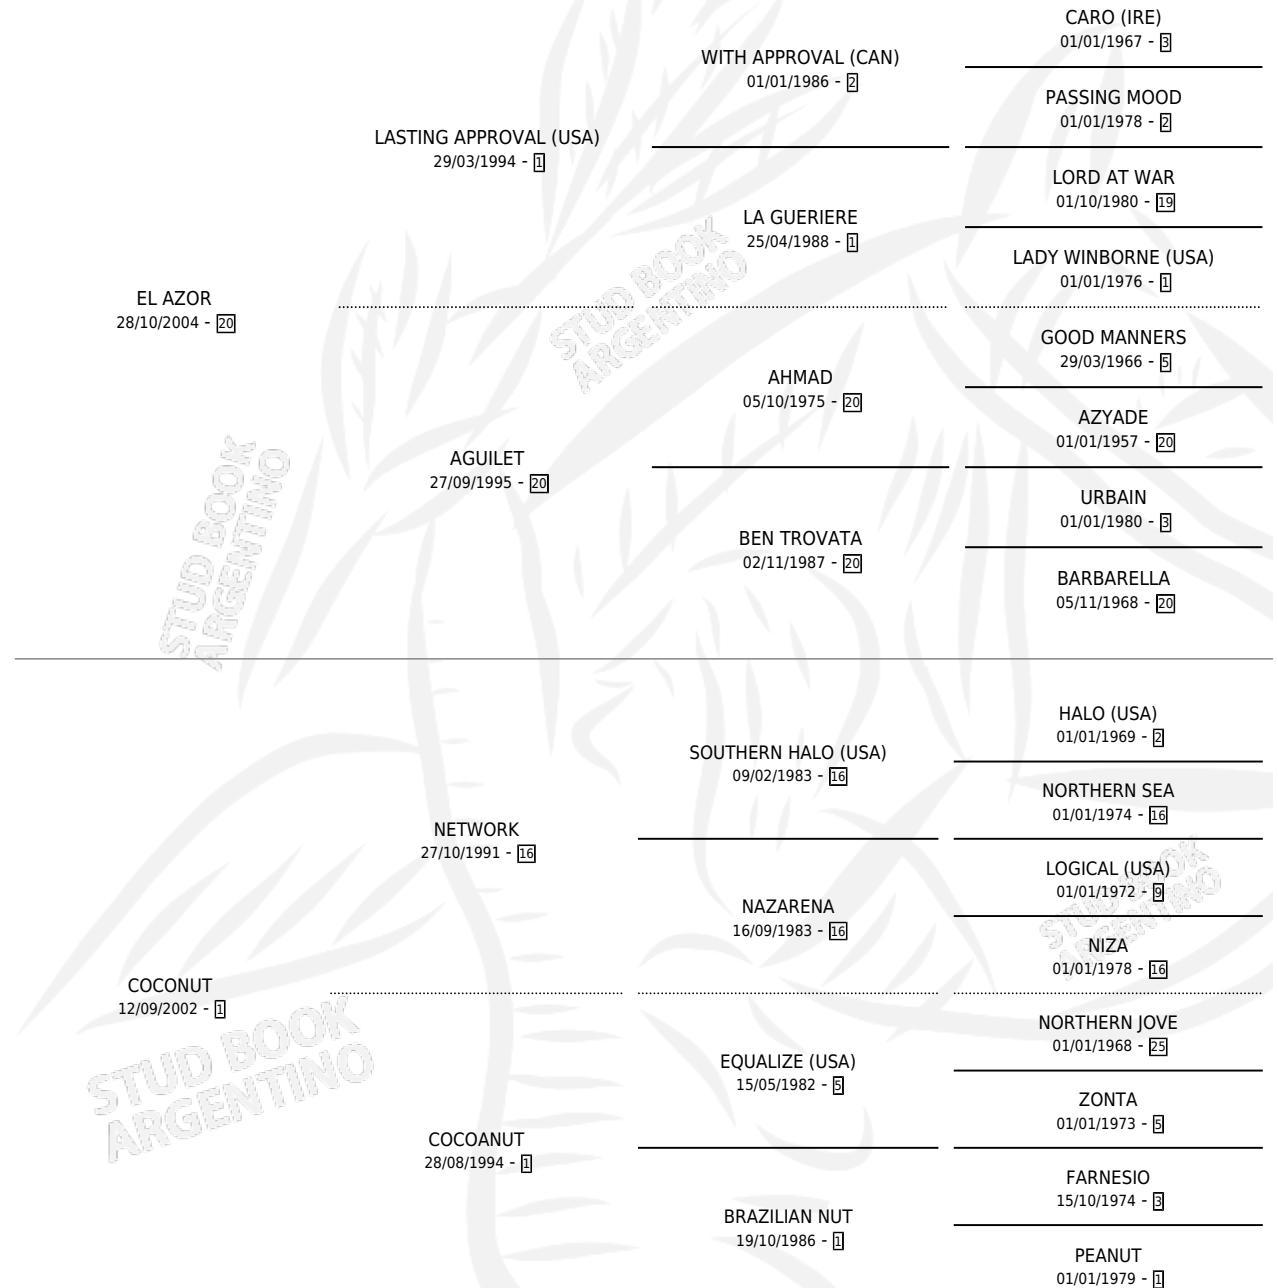 CARO (IRE)
01/01/1967 - 3
WITH APPROVAL (CAN)
01/01/1986 - 2
PASSING MOOD
01/01/1978 - 2
LASTING APPROVAL (USA)
29/03/1994 - 1
LORD AT WAR
01/10/1980 - 19
LA GUERIERE
25/04/1988 - 1
LADY WINBORNE (USA)
01/01/1976 - 1
EL AZOR
28/10/2004 - 20
STUD BOOK
ARGENTINO
GOOD MANNERS
29/03/1966 - 5
AHMAD
05/10/1975 - 20
AZYADE
01/01/1957 - 20
AGUILET
27/09/1995 - 20
URBAIN
01/01/1980 - 3
BEN TROVATA
02/11/1987 - 20
BARBARELLA
05/11/1968 - 20
STUD BOOK
ARGENTINO
HALO (USA)
01/01/1969 - 2
SOUTHERN HALO (USA)
09/02/1983 - 16
NORTHERN SEA
01/01/1974 - 16
NETWORK
27/10/1991 - 16
LOGICAL (USA)
01/01/1972 - 9
NAZARENA
16/09/1983 - 16
STUD BOOK
ARGENTINO
NIZA
01/01/1978 - 16
COCONUT
12/09/2002 - 1
STUD BOOK
ARGENTINO
NORTHERN JOVE
01/01/1968 - 25
EQUALIZE (USA)
15/05/1982 - 5
ZONTA
01/01/1973 - 5
COCOANUT
28/08/1994 - 1
FARNESIO
15/10/1974 - 3
BRAZILIAN NUT
19/10/1986 - 1
PEANUT
01/01/1979 - 1